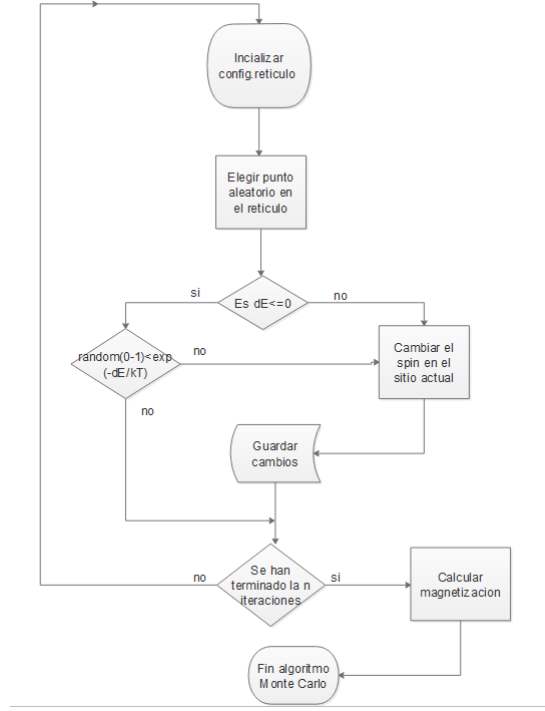 Incializar
config.reticulo
Elegir punto
aleatorio en
el reticulo
si
Es dE<=0
no
random(0-1)<exp
(-dE/kT)
no
Cambiar el
spin en el
sitio actual
no
Guardar
cambios
no
Se han
terminado la n
iteraciones
si
Calcular
magnetizacion
Fin algoritmo
Monte Carlo